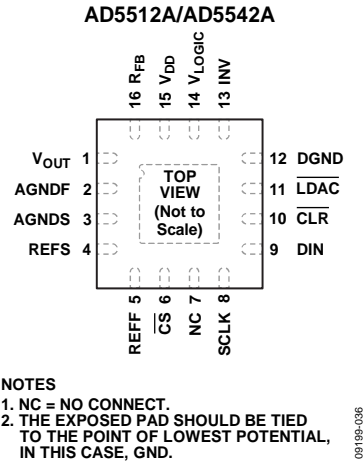 AD5512A/AD5542A
16 RFB
15 VDD
14 VLOGIC
13 INV
VOUT 1
AGNDF 2
AGNDS 3
REFS 4
TOP
VIEW
(Not to
Scale)
12 DGND
11 LDAC
10 CLR
9 DIN
REFF 5
CS 6
NC 7
SCLK 8
NOTES
1. NC = NO CONNECT.
2. THE EXPOSED PAD SHOULD BE TIED
TO THE POINT OF LOWEST POTENTIAL,
IN THIS CASE, GND.
09199-036